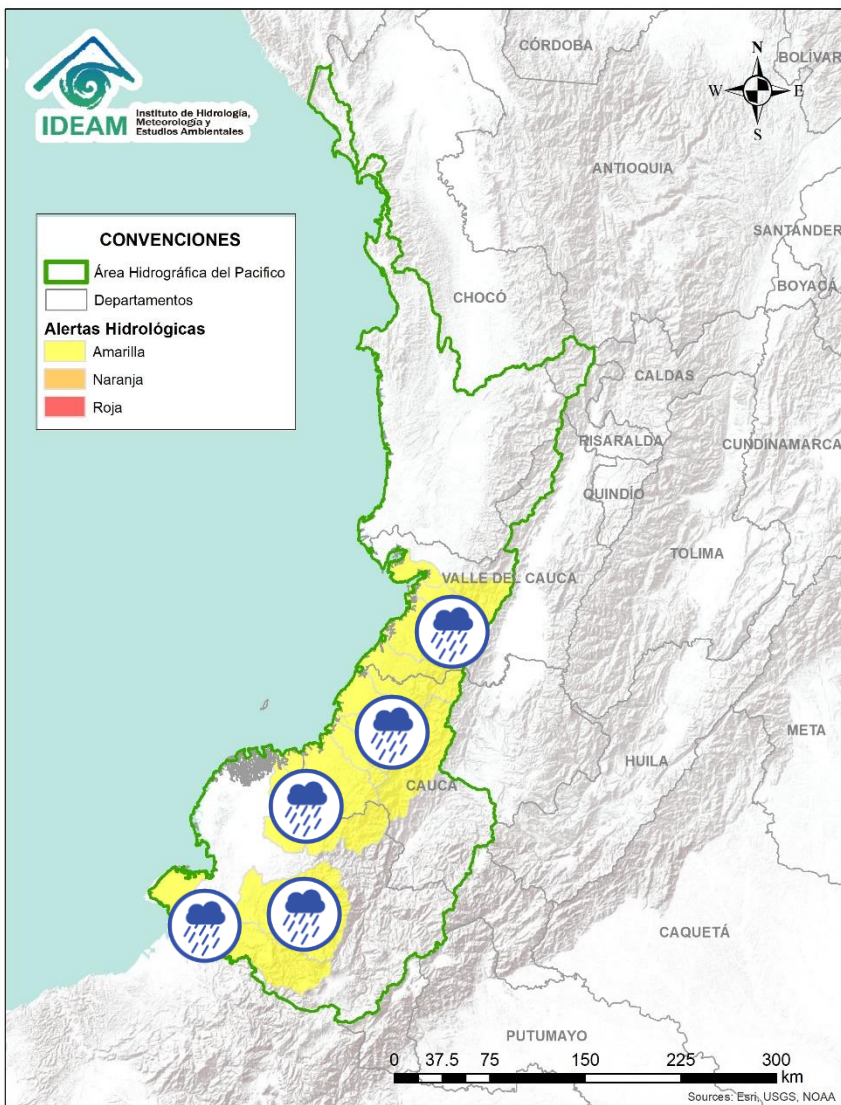 IDEAM
Instituto de Hidrología,
Meteorología y
Estudios Ambientales
N
W
E
S
CONVENCIONES
Área Hidrográfica del Pacifico
Departamentos
Alertas Hidrológicas
Amarilla
Naranja
Roja
CÓRDOBA
BOLÍVAR
ANTIOQUIA
SANTANDER
BOYACÁ
CHOCÓ
CALDAS
RISARALDA
CUNDINAMARCA
QUINDÍO
TOLIMA
VALLE DEL CAUCA
META
HUILA
CAUCA
CAQUETÁ
PUTUMAYO
0 37.5 75 150 225 300
km
Sources: Esri, USGS, NOAA